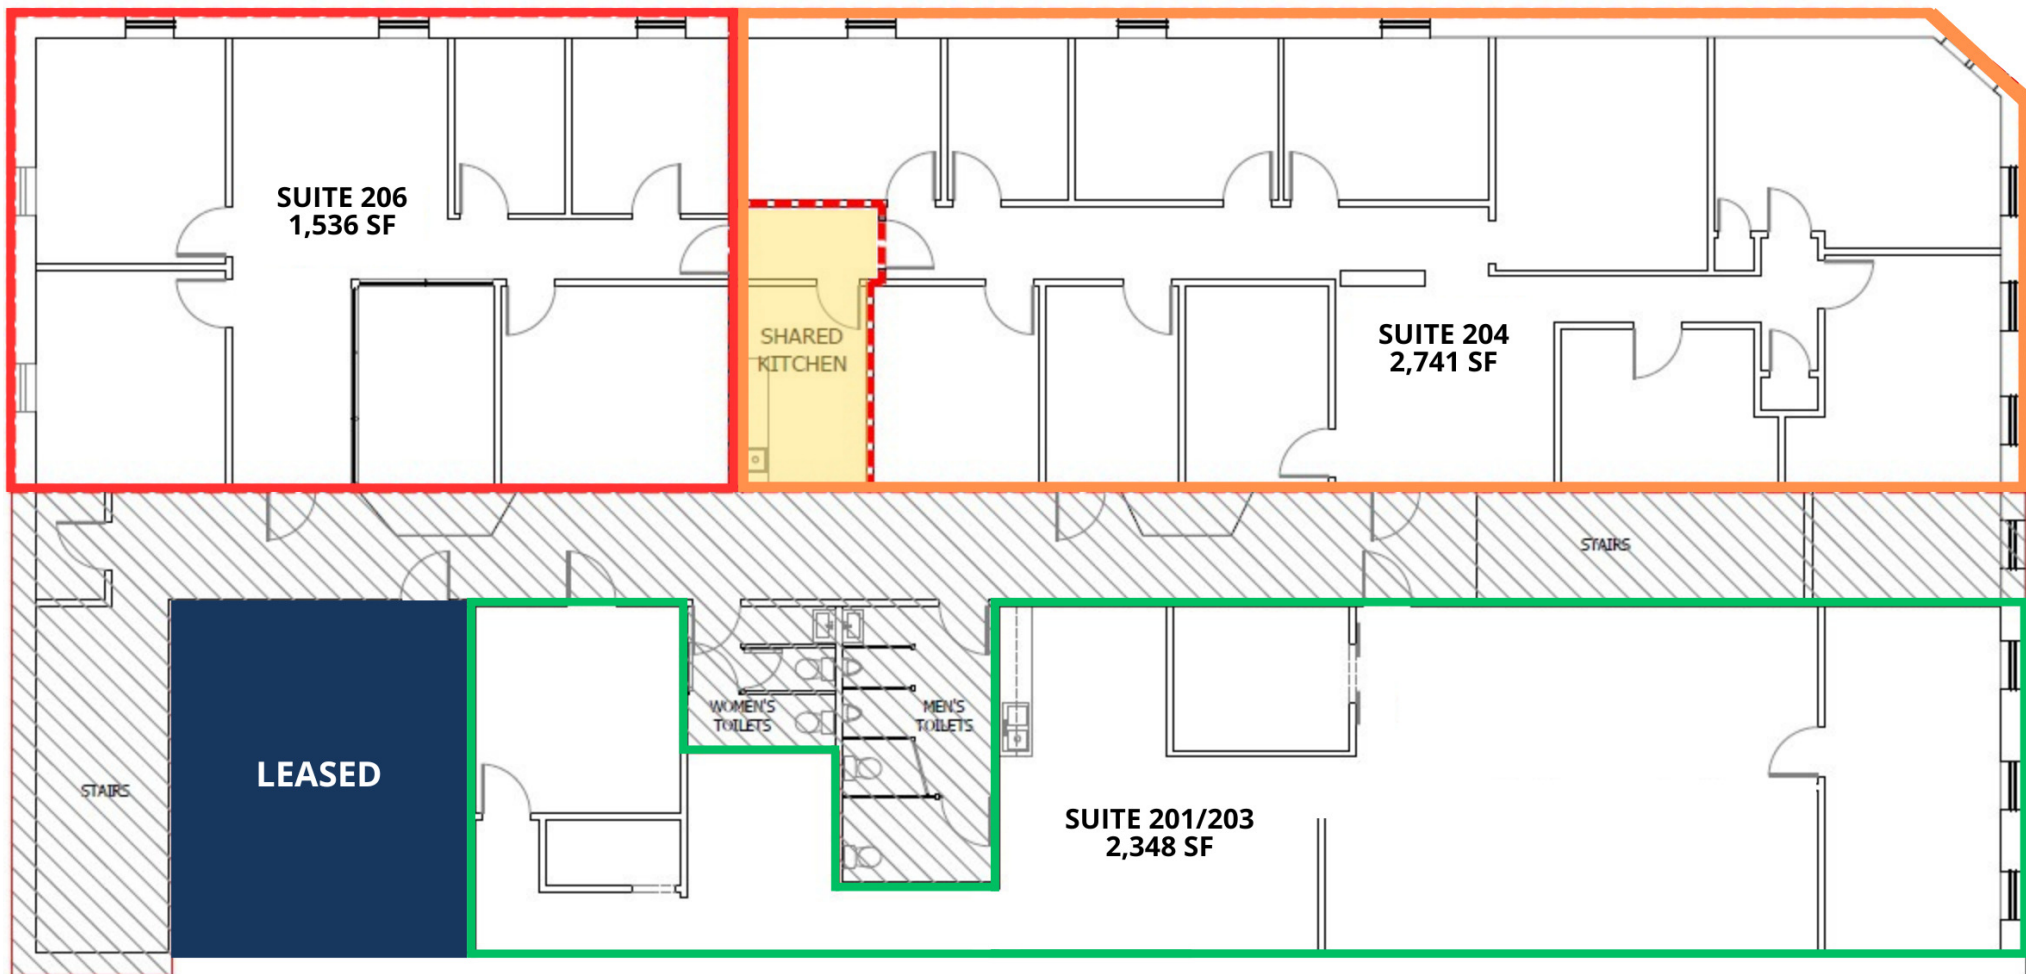 SUITE 206
1,536 SF
SHARED
KITCHEN
SUITE 204
2,741 SF
STAIRS
WOMEN'S
TOILETS
MEN'S
TOILETS
STAIRS
LEASED
SUITE 201/203
2,348 SF